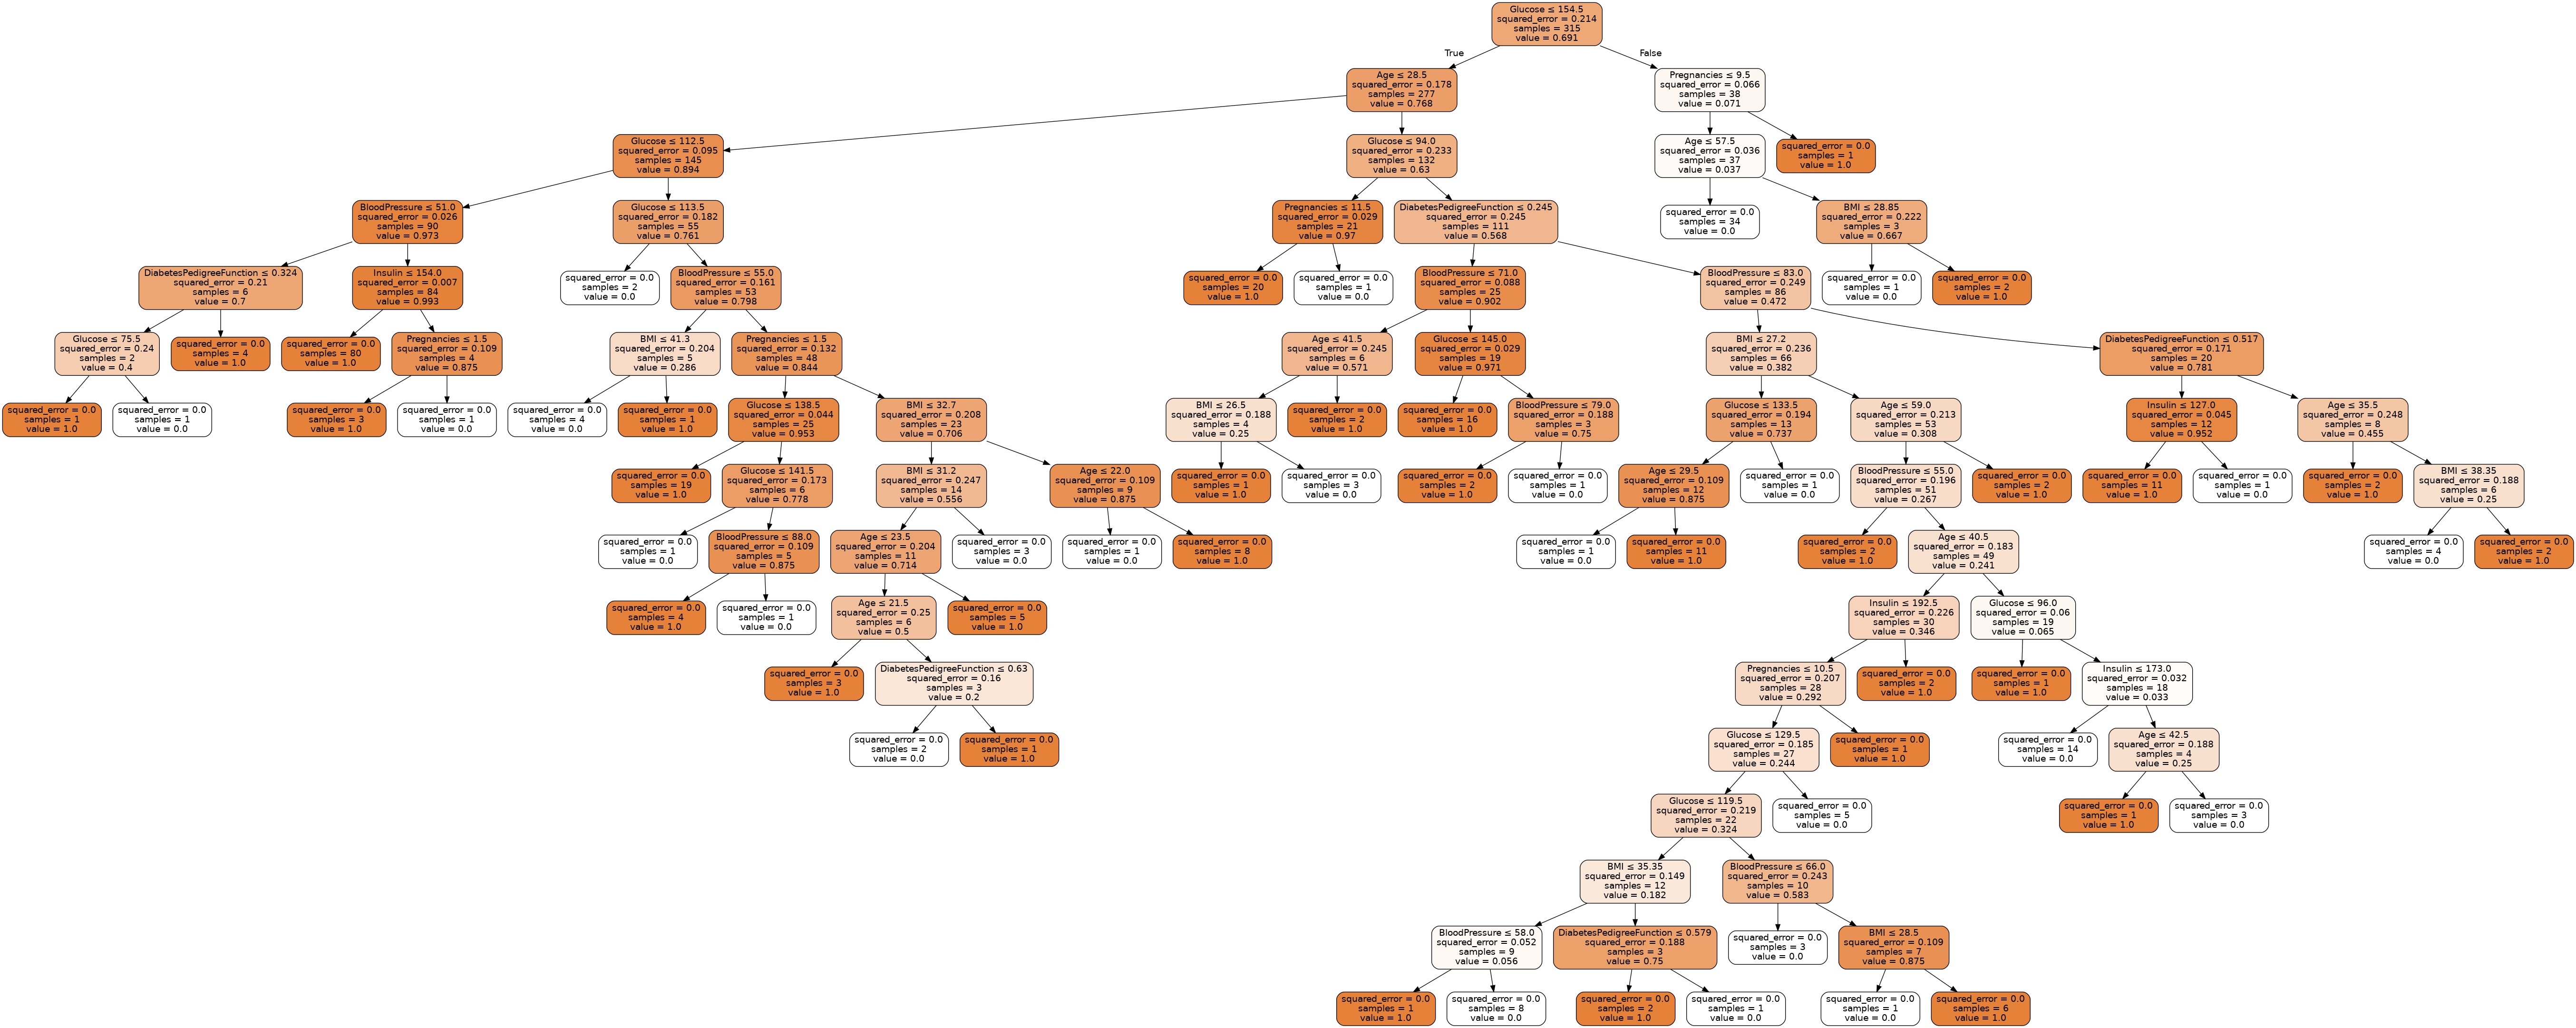 Glucose ≤ 154.5
squared_error = 0.214
samples = 315
value = 0.691
True
False
Age ≤ 28.5
squared_error = 0.178
samples = 277
value = 0.768
Pregnancies ≤ 9.5
squared_error = 0.066
samples = 38
value = 0.071
Glucose ≤ 112.5
squared_error = 0.095
samples = 145
value = 0.894
Glucose ≤ 94.0
squared_error = 0.233
samples = 132
value = 0.63
Age ≤ 57.5
squared_error = 0.036
samples = 37
value = 0.037
squared_error = 0.0
samples = 1
value = 1.0
BloodPressure ≤ 51.0
squared_error = 0.026
samples = 90
value = 0.973
Glucose ≤ 113.5
squared_error = 0.182
samples = 55
value = 0.761
Pregnancies ≤ 11.5
squared_error = 0.029
samples = 21
value = 0.97
DiabetesPedigreeFunction ≤ 0.245
squared_error = 0.245
samples = 111
value = 0.568
squared_error = 0.0
samples = 34
value = 0.0
BMI ≤ 28.85
squared_error = 0.222
samples = 3
value = 0.667
DiabetesPedigreeFunction ≤ 0.324
squared_error = 0.21
samples = 6
value = 0.7
Insulin ≤ 154.0
squared_error = 0.007
samples = 84
value = 0.993
squared_error = 0.0
samples = 2
value = 0.0
BloodPressure ≤ 55.0
squared_error = 0.161
samples = 53
value = 0.798
squared_error = 0.0
samples = 20
value = 1.0
squared_error = 0.0
samples = 1
value = 0.0
BloodPressure ≤ 71.0
squared_error = 0.088
samples = 25
value = 0.902
BloodPressure ≤ 83.0
squared_error = 0.249
samples = 86
value = 0.472
squared_error = 0.0
samples = 1
value = 0.0
squared_error = 0.0
samples = 2
value = 1.0
Glucose ≤ 75.5
squared_error = 0.24
samples = 2
value = 0.4
squared_error = 0.0
samples = 4
value = 1.0
squared_error = 0.0
samples = 80
value = 1.0
Pregnancies ≤ 1.5
squared_error = 0.109
samples = 4
value = 0.875
BMI ≤ 41.3
squared_error = 0.204
samples = 5
value = 0.286
Pregnancies ≤ 1.5
squared_error = 0.132
samples = 48
value = 0.844
Age ≤ 41.5
squared_error = 0.245
samples = 6
value = 0.571
Glucose ≤ 145.0
squared_error = 0.029
samples = 19
value = 0.971
BMI ≤ 27.2
squared_error = 0.236
samples = 66
value = 0.382
DiabetesPedigreeFunction ≤ 0.517
squared_error = 0.171
samples = 20
value = 0.781
squared_error = 0.0
samples = 1
value = 1.0
squared_error = 0.0
samples = 1
value = 0.0
squared_error = 0.0
samples = 3
value = 1.0
squared_error = 0.0
samples = 1
value = 0.0
squared_error = 0.0
samples = 4
value = 0.0
squared_error = 0.0
samples = 1
value = 1.0
Glucose ≤ 138.5
squared_error = 0.044
samples = 25
value = 0.953
BMI ≤ 32.7
squared_error = 0.208
samples = 23
value = 0.706
BMI ≤ 26.5
squared_error = 0.188
samples = 4
value = 0.25
squared_error = 0.0
samples = 2
value = 1.0
squared_error = 0.0
samples = 16
value = 1.0
BloodPressure ≤ 79.0
squared_error = 0.188
samples = 3
value = 0.75
Glucose ≤ 133.5
squared_error = 0.194
samples = 13
value = 0.737
Age ≤ 59.0
squared_error = 0.213
samples = 53
value = 0.308
Insulin ≤ 127.0
squared_error = 0.045
samples = 12
value = 0.952
Age ≤ 35.5
squared_error = 0.248
samples = 8
value = 0.455
squared_error = 0.0
samples = 19
value = 1.0
Glucose ≤ 141.5
squared_error = 0.173
samples = 6
value = 0.778
BMI ≤ 31.2
squared_error = 0.247
samples = 14
value = 0.556
Age ≤ 22.0
squared_error = 0.109
samples = 9
value = 0.875
squared_error = 0.0
samples = 1
value = 1.0
squared_error = 0.0
samples = 3
value = 0.0
squared_error = 0.0
samples = 2
value = 1.0
squared_error = 0.0
samples = 1
value = 0.0
Age ≤ 29.5
squared_error = 0.109
samples = 12
value = 0.875
squared_error = 0.0
samples = 1
value = 0.0
BloodPressure ≤ 55.0
squared_error = 0.196
samples = 51
value = 0.267
squared_error = 0.0
samples = 2
value = 1.0
squared_error = 0.0
samples = 11
value = 1.0
squared_error = 0.0
samples = 1
value = 0.0
squared_error = 0.0
samples = 2
value = 1.0
BMI ≤ 38.35
squared_error = 0.188
samples = 6
value = 0.25
squared_error = 0.0
samples = 1
value = 0.0
BloodPressure ≤ 88.0
squared_error = 0.109
samples = 5
value = 0.875
Age ≤ 23.5
squared_error = 0.204
samples = 11
value = 0.714
squared_error = 0.0
samples = 3
value = 0.0
squared_error = 0.0
samples = 1
value = 0.0
squared_error = 0.0
samples = 8
value = 1.0
squared_error = 0.0
samples = 1
value = 0.0
squared_error = 0.0
samples = 11
value = 1.0
squared_error = 0.0
samples = 2
value = 1.0
Age ≤ 40.5
squared_error = 0.183
samples = 49
value = 0.241
squared_error = 0.0
samples = 4
value = 0.0
squared_error = 0.0
samples = 2
value = 1.0
squared_error = 0.0
samples = 4
value = 1.0
squared_error = 0.0
samples = 1
value = 0.0
Age ≤ 21.5
squared_error = 0.25
samples = 6
value = 0.5
squared_error = 0.0
samples = 5
value = 1.0
Insulin ≤ 192.5
squared_error = 0.226
samples = 30
value = 0.346
Glucose ≤ 96.0
squared_error = 0.06
samples = 19
value = 0.065
squared_error = 0.0
samples = 3
value = 1.0
DiabetesPedigreeFunction ≤ 0.63
squared_error = 0.16
samples = 3
value = 0.2
Pregnancies ≤ 10.5
squared_error = 0.207
samples = 28
value = 0.292
squared_error = 0.0
samples = 2
value = 1.0
squared_error = 0.0
samples = 1
value = 1.0
Insulin ≤ 173.0
squared_error = 0.032
samples = 18
value = 0.033
squared_error = 0.0
samples = 2
value = 0.0
squared_error = 0.0
samples = 1
value = 1.0
Glucose ≤ 129.5
squared_error = 0.185
samples = 27
value = 0.244
squared_error = 0.0
samples = 1
value = 1.0
squared_error = 0.0
samples = 14
value = 0.0
Age ≤ 42.5
squared_error = 0.188
samples = 4
value = 0.25
Glucose ≤ 119.5
squared_error = 0.219
samples = 22
value = 0.324
squared_error = 0.0
samples = 5
value = 0.0
squared_error = 0.0
samples = 1
value = 1.0
squared_error = 0.0
samples = 3
value = 0.0
BMI ≤ 35.35
squared_error = 0.149
samples = 12
value = 0.182
BloodPressure ≤ 66.0
squared_error = 0.243
samples = 10
value = 0.583
BloodPressure ≤ 58.0
squared_error = 0.052
samples = 9
value = 0.056
DiabetesPedigreeFunction ≤ 0.579
squared_error = 0.188
samples = 3
value = 0.75
squared_error = 0.0
samples = 3
value = 0.0
BMI ≤ 28.5
squared_error = 0.109
samples = 7
value = 0.875
squared_error = 0.0
samples = 1
value = 1.0
squared_error = 0.0
samples = 8
value = 0.0
squared_error = 0.0
samples = 2
value = 1.0
squared_error = 0.0
samples = 1
value = 0.0
squared_error = 0.0
samples = 1
value = 0.0
squared_error = 0.0
samples = 6
value = 1.0